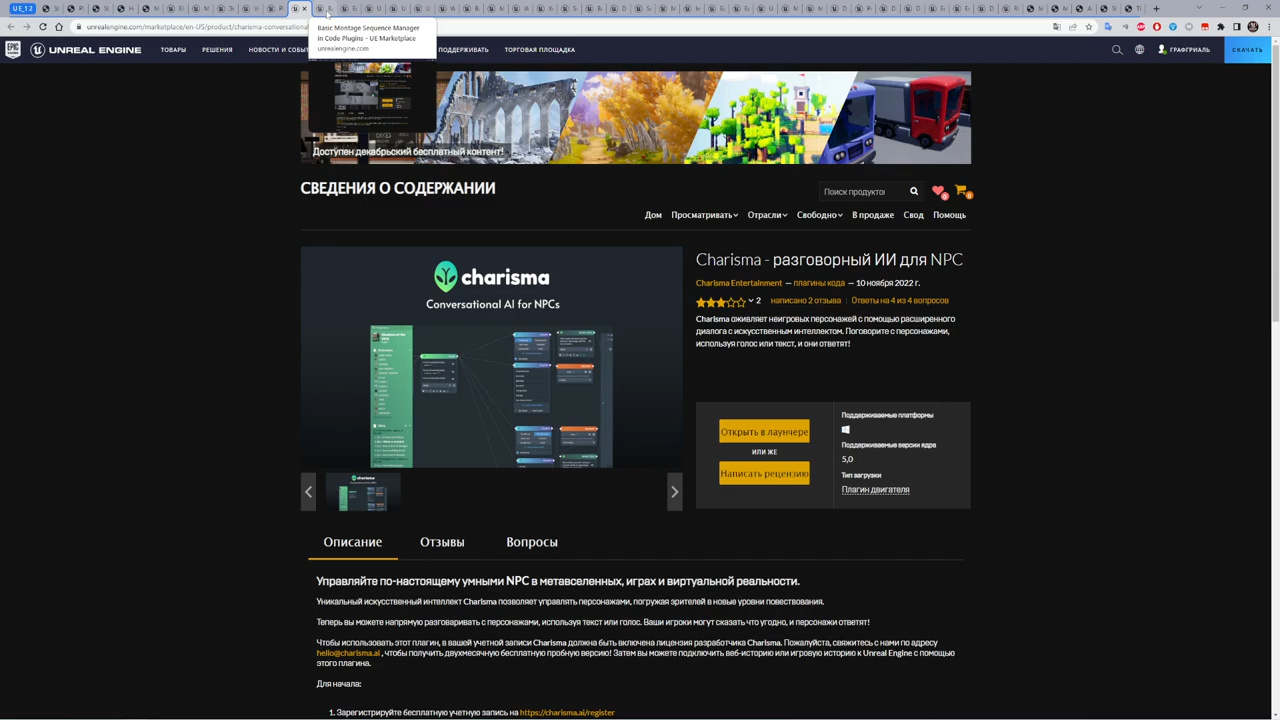 UE_12
unrealengine.com/marketplace/en-US/product/charisma-conversational
Basic Montage Sequence Manager
in Code Plugins - UE Marketplace
unrealengine.com
EPIC GAMES
UNREAL ENGINE
ТОВАРЫ
РЕШЕНИЯ
НОВОСТИ И СОБЫТ
ПОДДЕРЖИВАТЬ
ТОРГОВАЯ ПЛОЩАДКА
ГРАФГРИЛЬ
СКАЧАТЬ
Доступен декабрьский бесплатный контент!
СВЕДЕНИЯ О СОДЕРЖАНИИ
Поиск продуктоі
0
0
Дом
Просматривать
Отрасли
Свободно
В продаже
Свод
Помощь
charisma
Conversational AI for NPCs
Charisma - разговорный ИИ для NPC
Charisma Entertainment — плагины кода — 10 ноября 2022 г.
2 написано 2 отзыва Ответы на 4 из 4 вопросов
Charisma оживляет неигровых персонажей с помощью расширенного
диалога с искусственным интеллектом. Поговорите с персонажами,
используя голос или текст, и они ответят!
Открыть в лаунчере
ИЛИ ЖЕ
Написать рецензию
Поддерживаемые платформы
Поддерживаемые версии ядра
5,0
Тип загрузки
Плагин двигателя
charisma
Описание
Отзывы
Вопросы
Управляйте по-настоящему умными NPC в метавселенных, играх и виртуальной реальности.
Уникальный искусственный интеллект Charisma позволяет управлять персонажами, погружая зрителей в новые уровни повествования.
Теперь вы можете напрямую разговаривать с персонажами, используя текст или голос. Ваши игроки могут сказать что угодно, и персонажи ответят!
Чтобы использовать этот плагин, в вашей учетной записи Charisma должна быть включена лицензия разработчика Charisma. Пожалуйста, свяжитесь с нами по адресу
hello@charisma.ai , чтобы получить двухмесячную бесплатную пробную версию! Затем вы можете подключить веб-историю или игровую историю к Unreal Engine с помощью
этого плагина.
Для начала:
1. Зарегистрируйте бесплатную учетную запись на https://charisma.ai/register